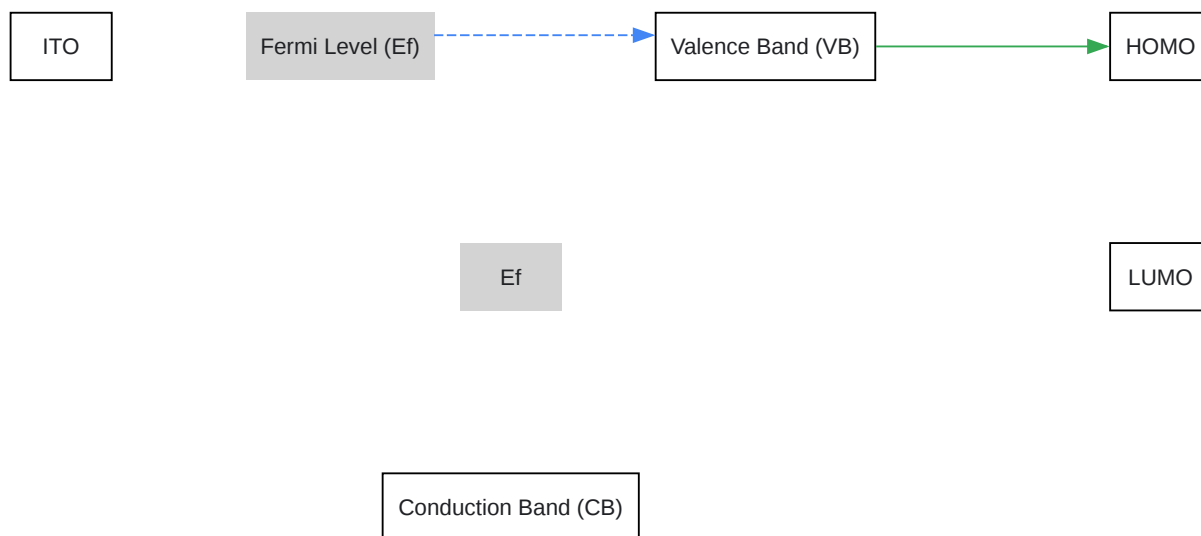 ITO
Fermi Level (Ef)
Valence Band (VB)
HOMO
Ef
LUMO
Conduction Band (CB)